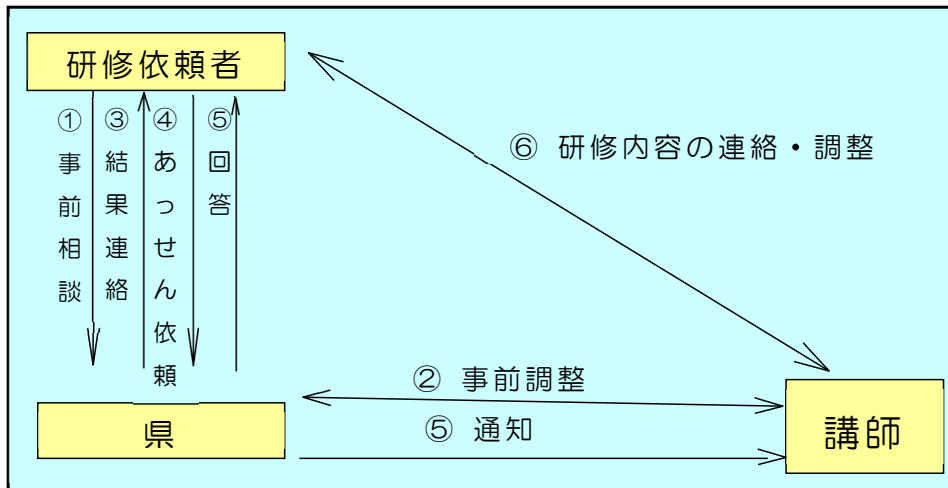 研修依頼者
①事前相談
③結果連絡
④あっせん依頼
⑤回答
⑥ 研修内容の連絡・調整
② 事前調整
⑤ 通知
県
講師